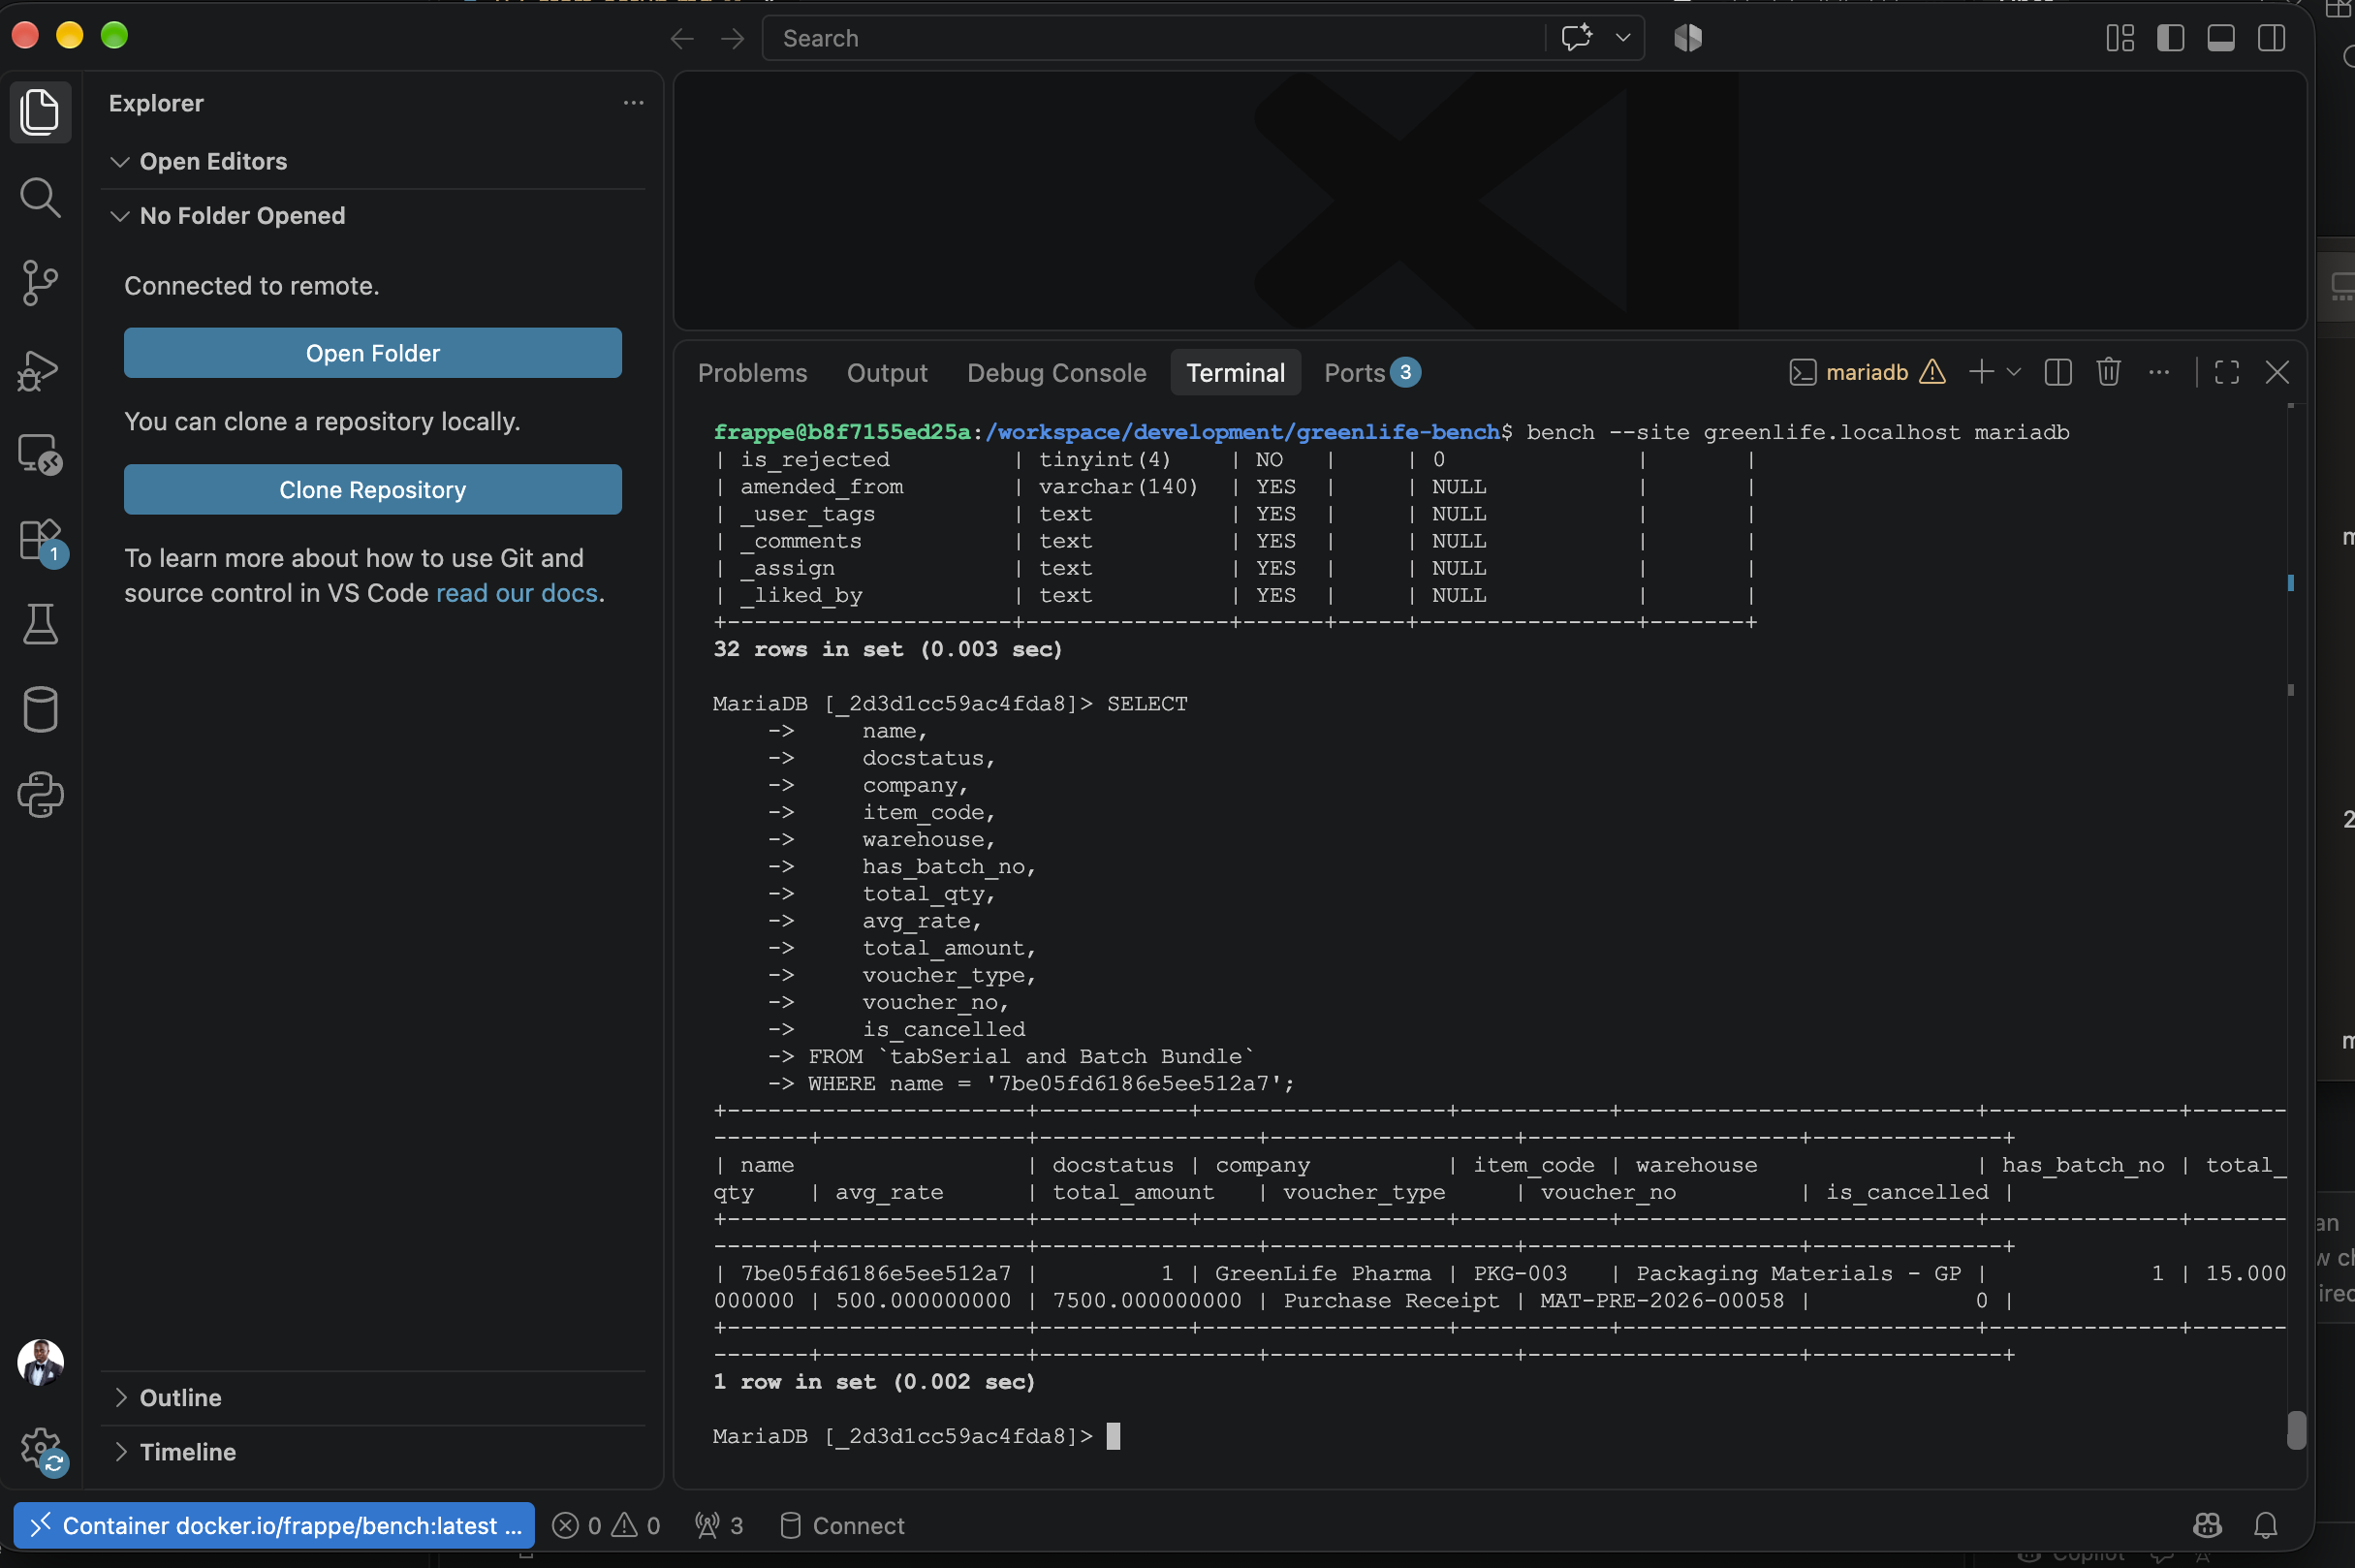 Search
Explorer
Open Editors
No Folder Opened
Connected to remote.
Open Folder
You can clone a repository locally.
Clone Repository
To learn more about how to use Git and
source control in VS Code read our docs.
1
Outline
Timeline
Problems Output Debug Console Terminal Ports 3
mariadb
frappe@b8f7155ed25a:/workspace/development/greenlife-bench$ bench --site greenlife.localhost mariadb
| is_rejected | tinyint(4) | NO | | 0 | |
| amended_from | varchar(140) | YES | | NULL | |
| _user_tags | text | YES | | NULL | |
| _comments | text | YES | | NULL | |
| _assign | text | YES | | NULL | |
| _liked_by | text | YES | | NULL | |
+----------------------+---------------+------+-----+----------------+-------+
32 rows in set (0.003 sec)
MariaDB [_2d3d1cc59ac4fda8]> SELECT
-> name,
-> docstatus,
-> company,
-> item_code,
-> warehouse,
-> has_batch_no,
-> total_qty,
-> avg_rate,
-> total_amount,
-> voucher_type,
-> voucher_no,
-> is_cancelled
-> FROM `tabSerial and Batch Bundle`
-> WHERE name = '7be05fd6186e5ee512a7';
+----------------------+-----------+------------------+-----------+--------------------------+--------------+-------
-------+---------------+----------------+------------------+--------------------+--------------+
| name | docstatus | company | item_code | warehouse | has_batch_no | total_
qty | avg_rate | total_amount | voucher_type | voucher_no | is_cancelled |
+----------------------+-----------+------------------+-----------+--------------------------+--------------+-------
-------+---------------+----------------+------------------+--------------------+--------------+
| 7be05fd6186e5ee512a7 | 1 | GreenLife Pharma | PKG-003 | Packaging Materials - GP | 1 | 15.000
000000 | 500.000000000 | 7500.000000000 | Purchase Receipt | MAT-PRE-2026-00058 | 0 |
+----------------------+-----------+------------------+-----------+--------------------------+--------------+-------
-------+---------------+----------------+------------------+--------------------+--------------+
1 row in set (0.002 sec)
MariaDB [_2d3d1cc59ac4fda8]>
Container docker.io/frappe/bench:latest ... 0 0 3 Connect